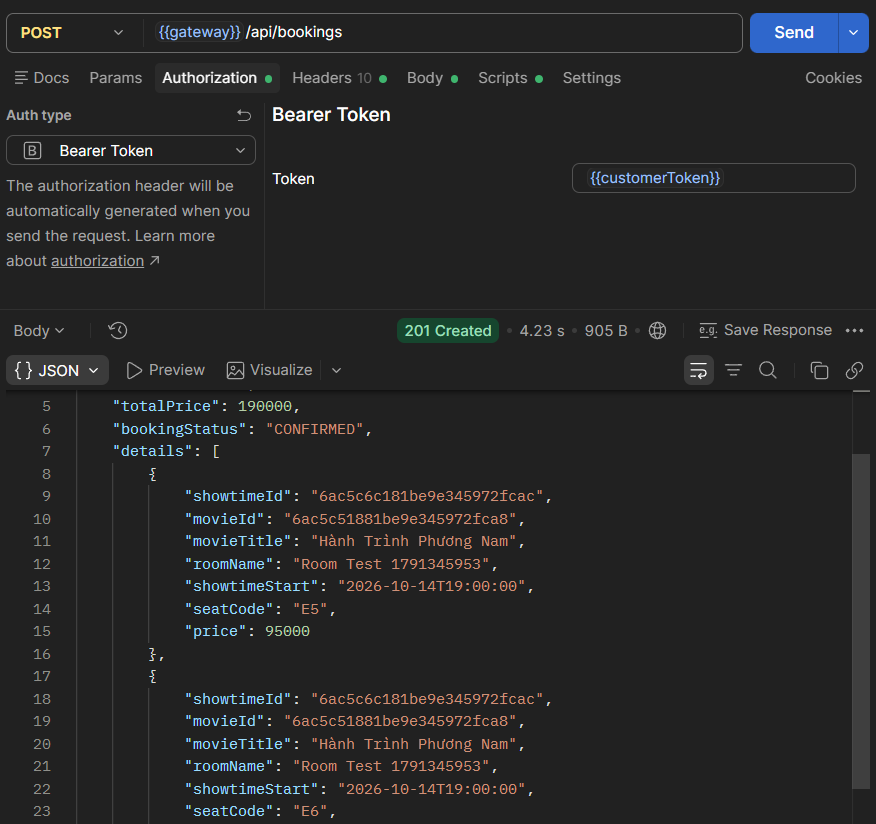 POST {{gateway}} /api/bookings Send
Docs Params Authorization Headers 10 Body Scripts Settings Cookies
Auth type
B Bearer Token
The authorization header will be
automatically generated when you
send the request. Learn more
about authorization ↗
Bearer Token
Token {{customerToken}}
Body 201 Created • 4.23 s • 905 B • e.g. Save Response •••
{} JSON Preview Visualize
5 "totalPrice": 190000,
6 "bookingStatus": "CONFIRMED",
7 "details": [
8 {
9 "showtimeId": "6ac5c6c181be9e345972fcac",
10 "movieId": "6ac5c51881be9e345972fca8",
11 "movieTitle": "Hành Trình Phương Nam",
12 "roomName": "Room Test 1791345953",
13 "showtimeStart": "2026-10-14T19:00:00",
14 "seatCode": "E5",
15 "price": 95000
16 },
17 {
18 "showtimeId": "6ac5c6c181be9e345972fcac",
19 "movieId": "6ac5c51881be9e345972fca8",
20 "movieTitle": "Hành Trình Phương Nam",
21 "roomName": "Room Test 1791345953",
22 "showtimeStart": "2026-10-14T19:00:00",
23 "seatCode": "E6",